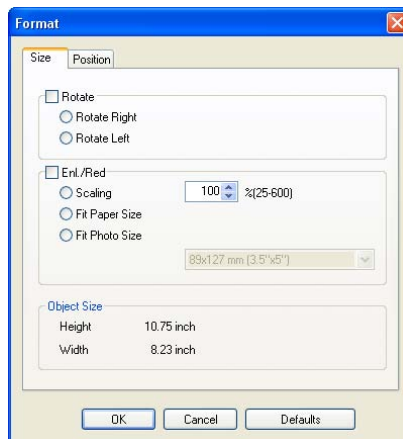 Format
Size Position
Rotate
Rotate Right
Rotate Left
Enl./Red
Scaling 100 %(25-600)
Fit Paper Size
Fit Photo Size
89x127 mm (3.5"x5")
Object Size
Height 10.75 inch
Width 8.23 inch
OK Cancel Defaults